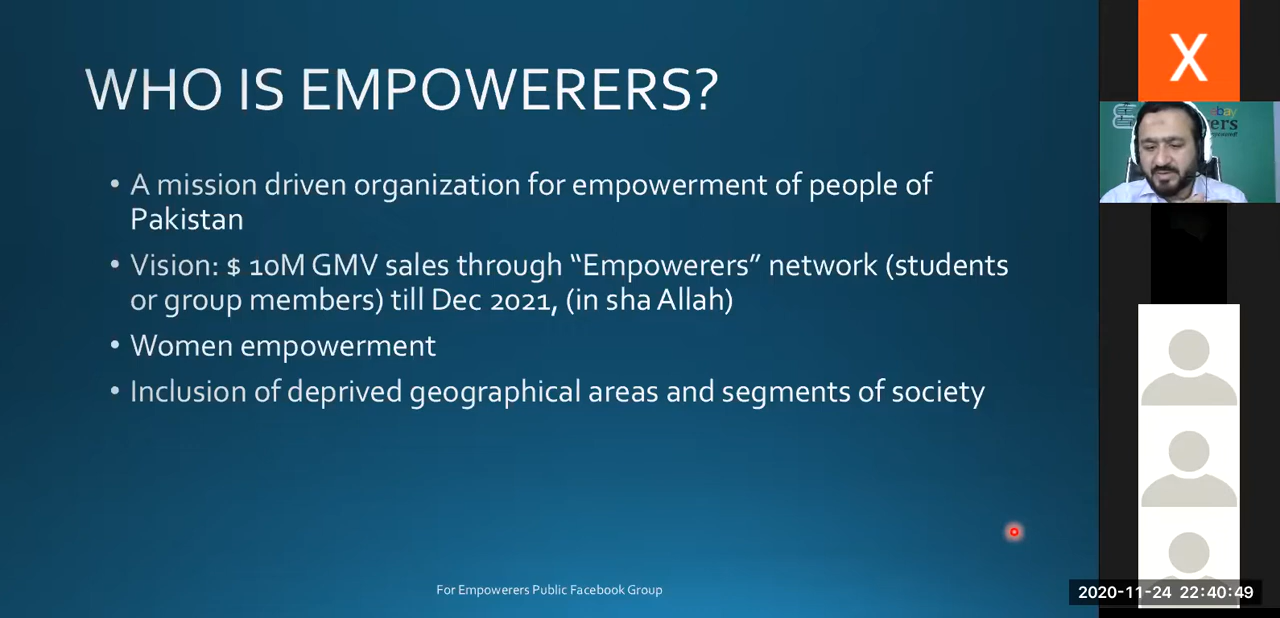 WHO IS EMPOWERERS?
• A mission driven organization for empowerment of people of
Pakistan
• Vision: $ 10M GMV sales through “Empowerers” network (students
or group members) till Dec 2021, (in sha Allah)
• Women empowerment
• Inclusion of deprived geographical areas and segments of society
For Empowerers Public Facebook Group
X
ebay
ers
2020-11-24 22:40:49